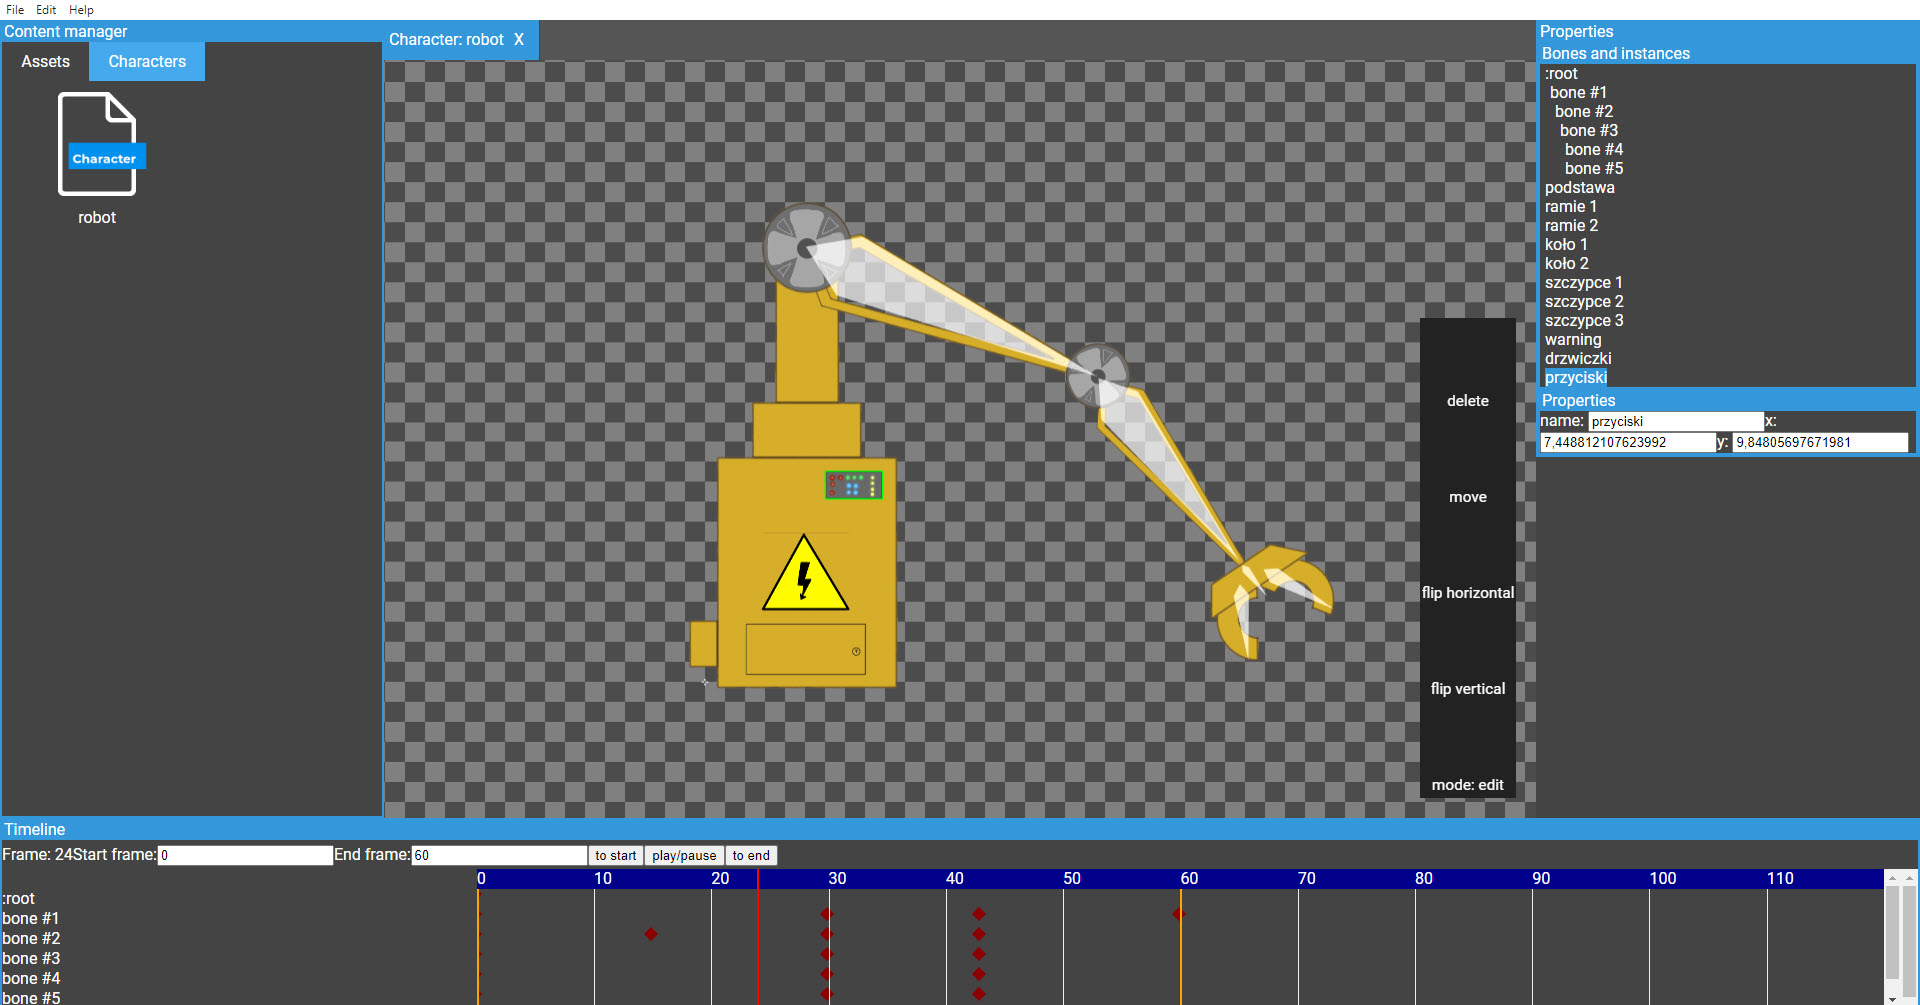 File Edit Help
Content manager
Assets Characters
Character
robot
Character: robot X
delete
move
flip horizontal
flip vertical
mode: edit
Properties
Bones and instances
:root
bone #1
bone #2
bone #3
bone #4
bone #5
podstawa
ramie 1
ramie 2
koło 1
koło 2
szczypce 1
szczypce 2
szczypce 3
warning
drzwiczki
przyciski
Properties
name: przyciski x:
7,448812107623992 y: 9,84805697671981
Timeline
Frame: 24Start frame: 0 End frame: 60 to start play/pause to end
0 10 20 30 40 50 60 70 80 90 100 110
:root
bone #1
bone #2
bone #3
bone #4
bone #5